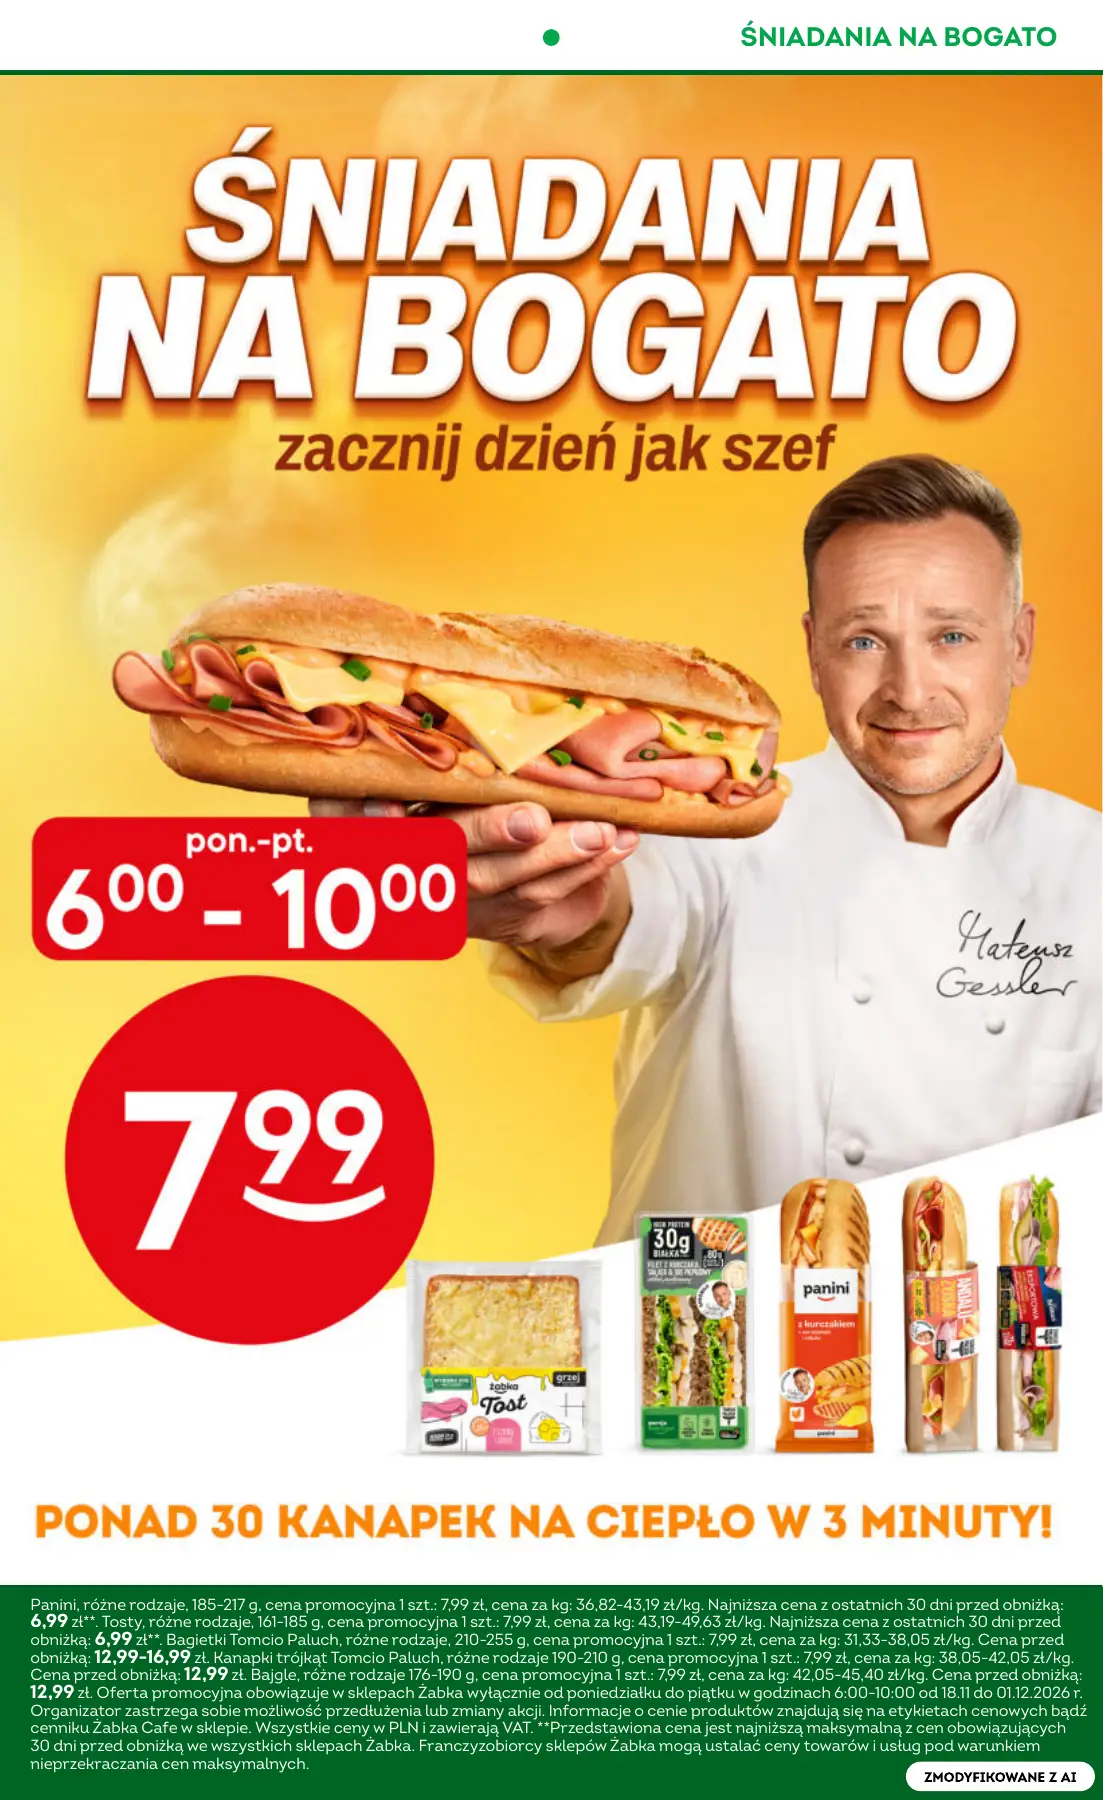 ŚNIADANIA NA BOGATO
ŚNIADANIA
NA BOGATO
zacznij dzień jak szef
pon.-pt.
6⁰⁰ – 10⁰⁰
Mateusz
Gessler
7⁹⁹
HIGH PROTEIN
30g
BIAŁKA
FILET Z KURCZAKA,
panini
z kurczakiem
grzej
żabka
Tost
panini
PONAD 30 KANAPEK NA CIEPŁO W 3 MINUTY!
Panini, różne rodzaje, 185-217 g, cena promocyjna 1 szt.: 7,99 zł, cena za kg: 36,82-43,19 zł/kg. Najniższa cena z ostatnich 30 dni przed obniżką:
6,99 zł**. Tosty, różne rodzaje, 161-185 g, cena promocyjna 1 szt.: 7,99 zł, cena za kg: 43,19-49,63 zł/kg. Najniższa cena z ostatnich 30 dni przed
obniżką: 6,99 zł**. Bagietki Tomcio Paluch, różne rodzaje, 210-255 g, cena promocyjna 1 szt.: 7,99 zł, cena za kg: 31,33-38,05 zł/kg. Cena przed
obniżką: 12,99-16,99 zł. Kanapki trójkąt Tomcio Paluch, różne rodzaje 190-210 g, cena promocyjna 1 szt.: 7,99 zł, cena za kg: 38,05-42,05 zł/kg.
Cena przed obniżką: 12,99 zł. Bajgle, różne rodzaje 176-190 g, cena promocyjna 1 szt.: 7,99 zł, cena za kg: 42,05-45,40 zł/kg. Cena przed obniżką:
12,99 zł. Oferta promocyjna obowiązuje w sklepach Żabka wyłącznie od poniedziałku do piątku w godzinach 6:00-10:00 od 18.11 do 01.12.2026 r.
Organizator zastrzega sobie możliwość przedłużenia lub zmiany akcji. Informacje o cenie produktów znajdują się na etykietach cenowych bądź
cenniku Żabka Cafe w sklepie. Wszystkie ceny w PLN i zawierają VAT. **Przedstawiona cena jest najniższą maksymalną z cen obowiązujących
30 dni przed obniżką we wszystkich sklepach Żabka. Franczyzobiorcy sklepów Żabka mogą ustalać ceny towarów i usług pod warunkiem
nieprzekraczania cen maksymalnych.
ZMODYFIKOWANE Z AI